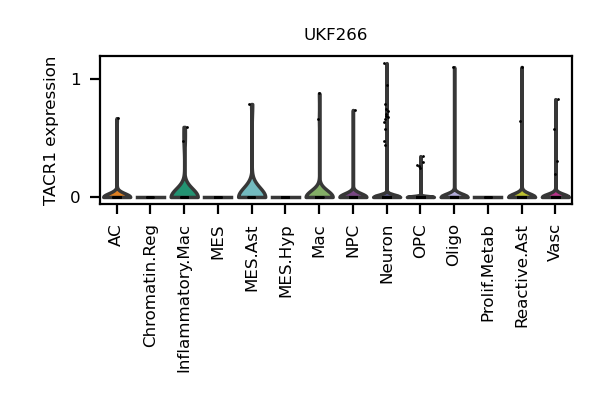 UKF266
TACR1 expression
1
0
AC
Chromatin.Reg
Inflammatory.Mac
MES
MES.Ast
MES.Hyp
Mac
NPC
Neuron
OPC
Oligo
Prolif.Metab
Reactive.Ast
Vasc